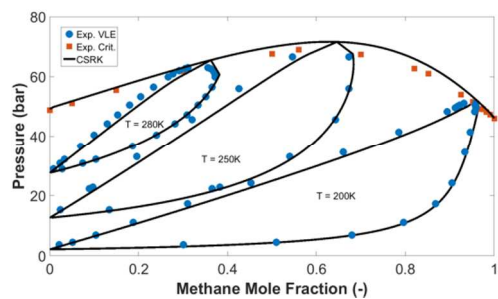 80
60
40
20
0
Pressure (bar)
Exp. VLE
Exp. Crit.
CSRK
T = 280K
T = 250K
T = 200K
0 0.2 0.4 0.6 0.8 1
Methane Mole Fraction (-)